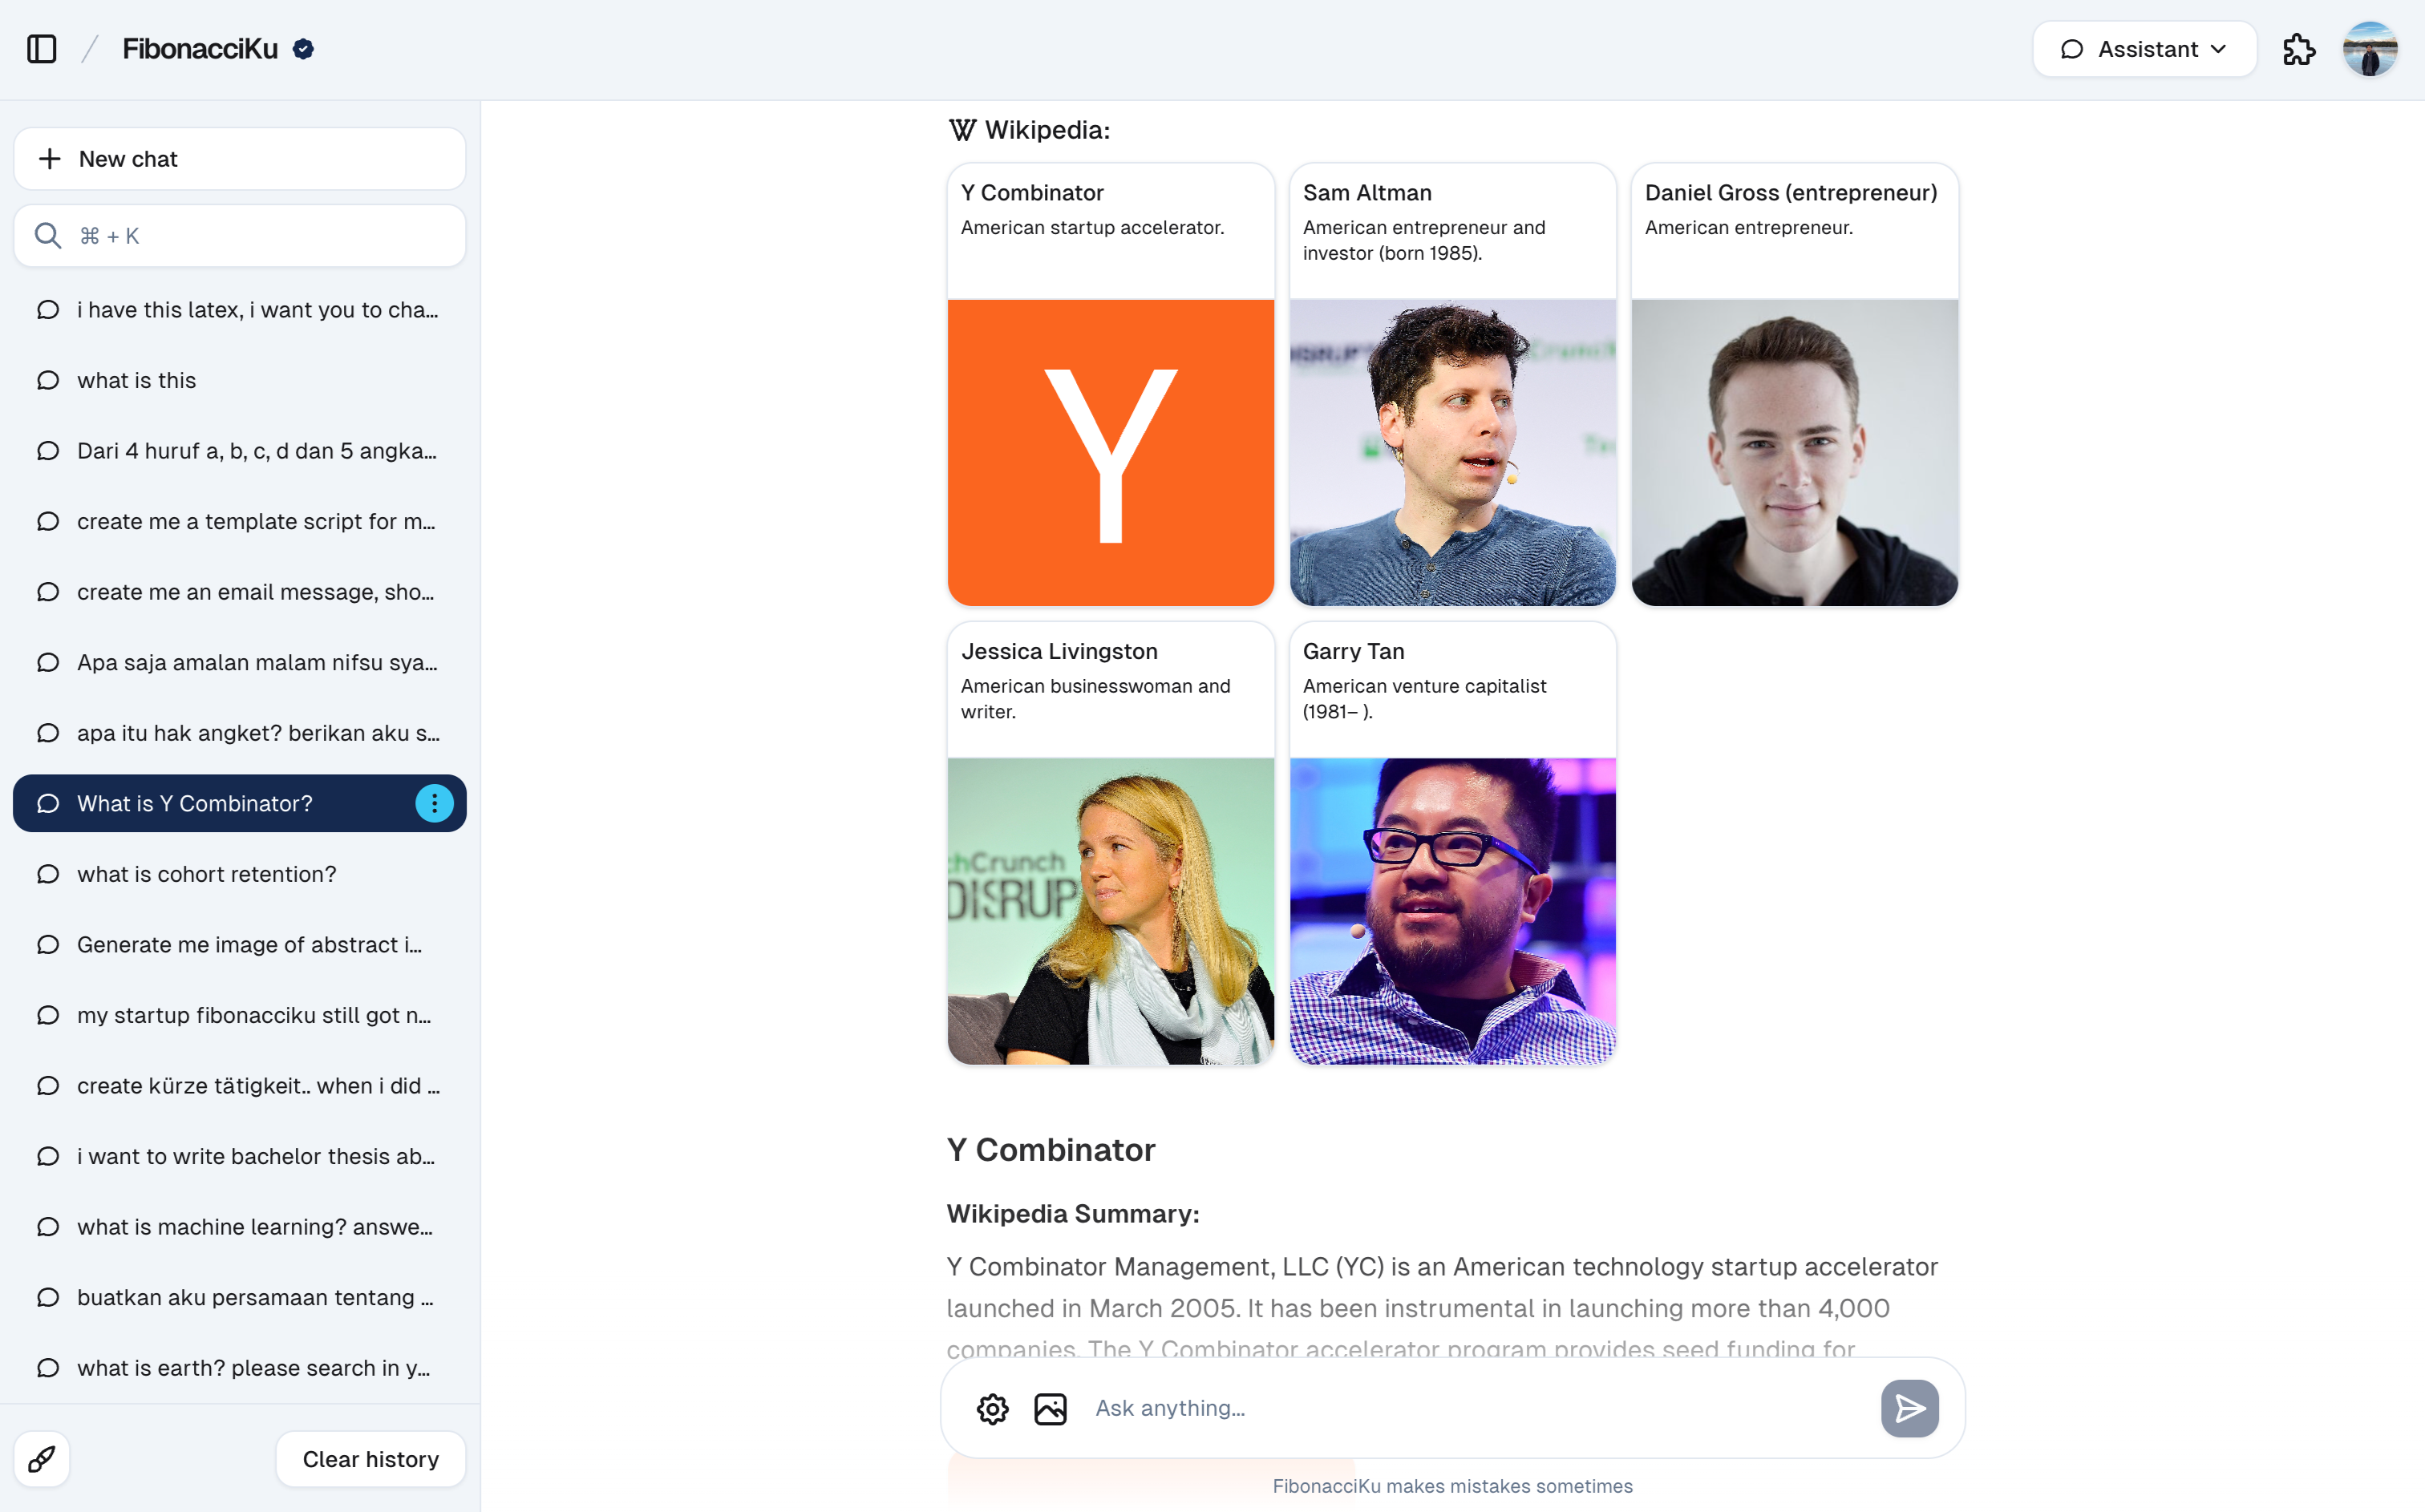 FibonacciKu
Assistant
New chat
⌘ + K
i have this latex, i want you to cha...
what is this
Dari 4 huruf a, b, c, d dan 5 angka...
create me a template script for m...
create me an email message, sho...
Apa saja amalan malam nifsu sya...
apa itu hak angket? berikan aku s...
What is Y Combinator?
what is cohort retention?
Generate me image of abstract i...
my startup fibonacciku still got n...
create kürze tätigkeit.. when i did ...
i want to write bachelor thesis ab...
what is machine learning? answe...
buatkan aku persamaan tentang ...
what is earth? please search in y...
Clear history
W Wikipedia:
Y Combinator
American startup accelerator.
Y
Sam Altman
American entrepreneur and
investor (born 1985).
Daniel Gross (entrepreneur)
American entrepreneur.
Jessica Livingston
American businesswoman and
writer.
chCrunch
DISRUP
Garry Tan
American venture capitalist
(1981– ).
Y Combinator
Wikipedia Summary:
Y Combinator Management, LLC (YC) is an American technology startup accelerator
launched in March 2005. It has been instrumental in launching more than 4,000
companies. The Y Combinator accelerator program provides seed funding for
Ask anything...
FibonacciKu makes mistakes sometimes